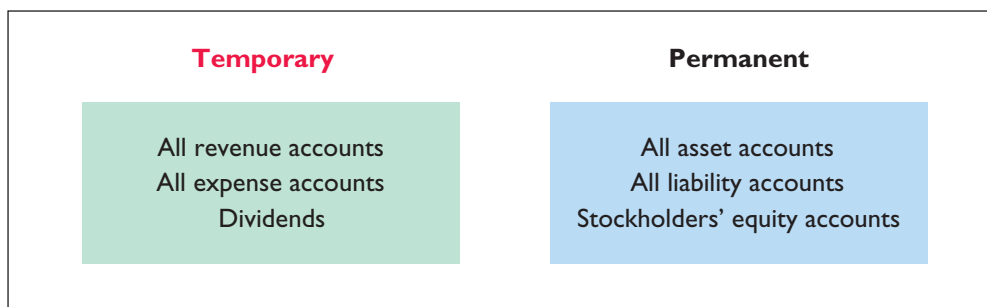 Temporary
All revenue accounts
All expense accounts
Dividends
Permanent
All asset accounts
All liability accounts
Stockholders’ equity accounts